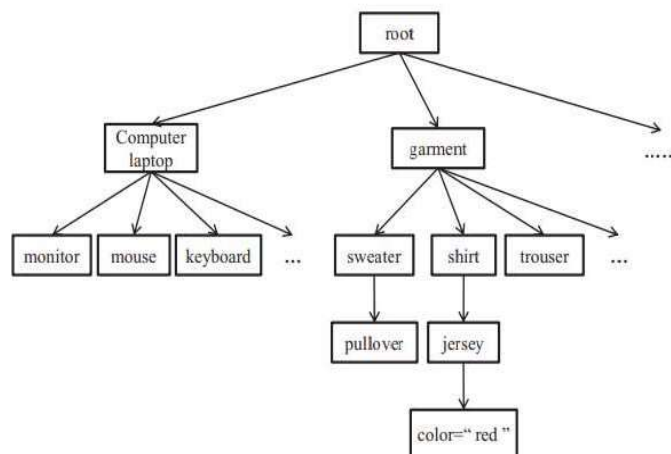 root
Computer
laptop
garment
.....
monitor
mouse
keyboard
...
sweater
shirt
trouser
...
pullover
jersey
color=“ red ”